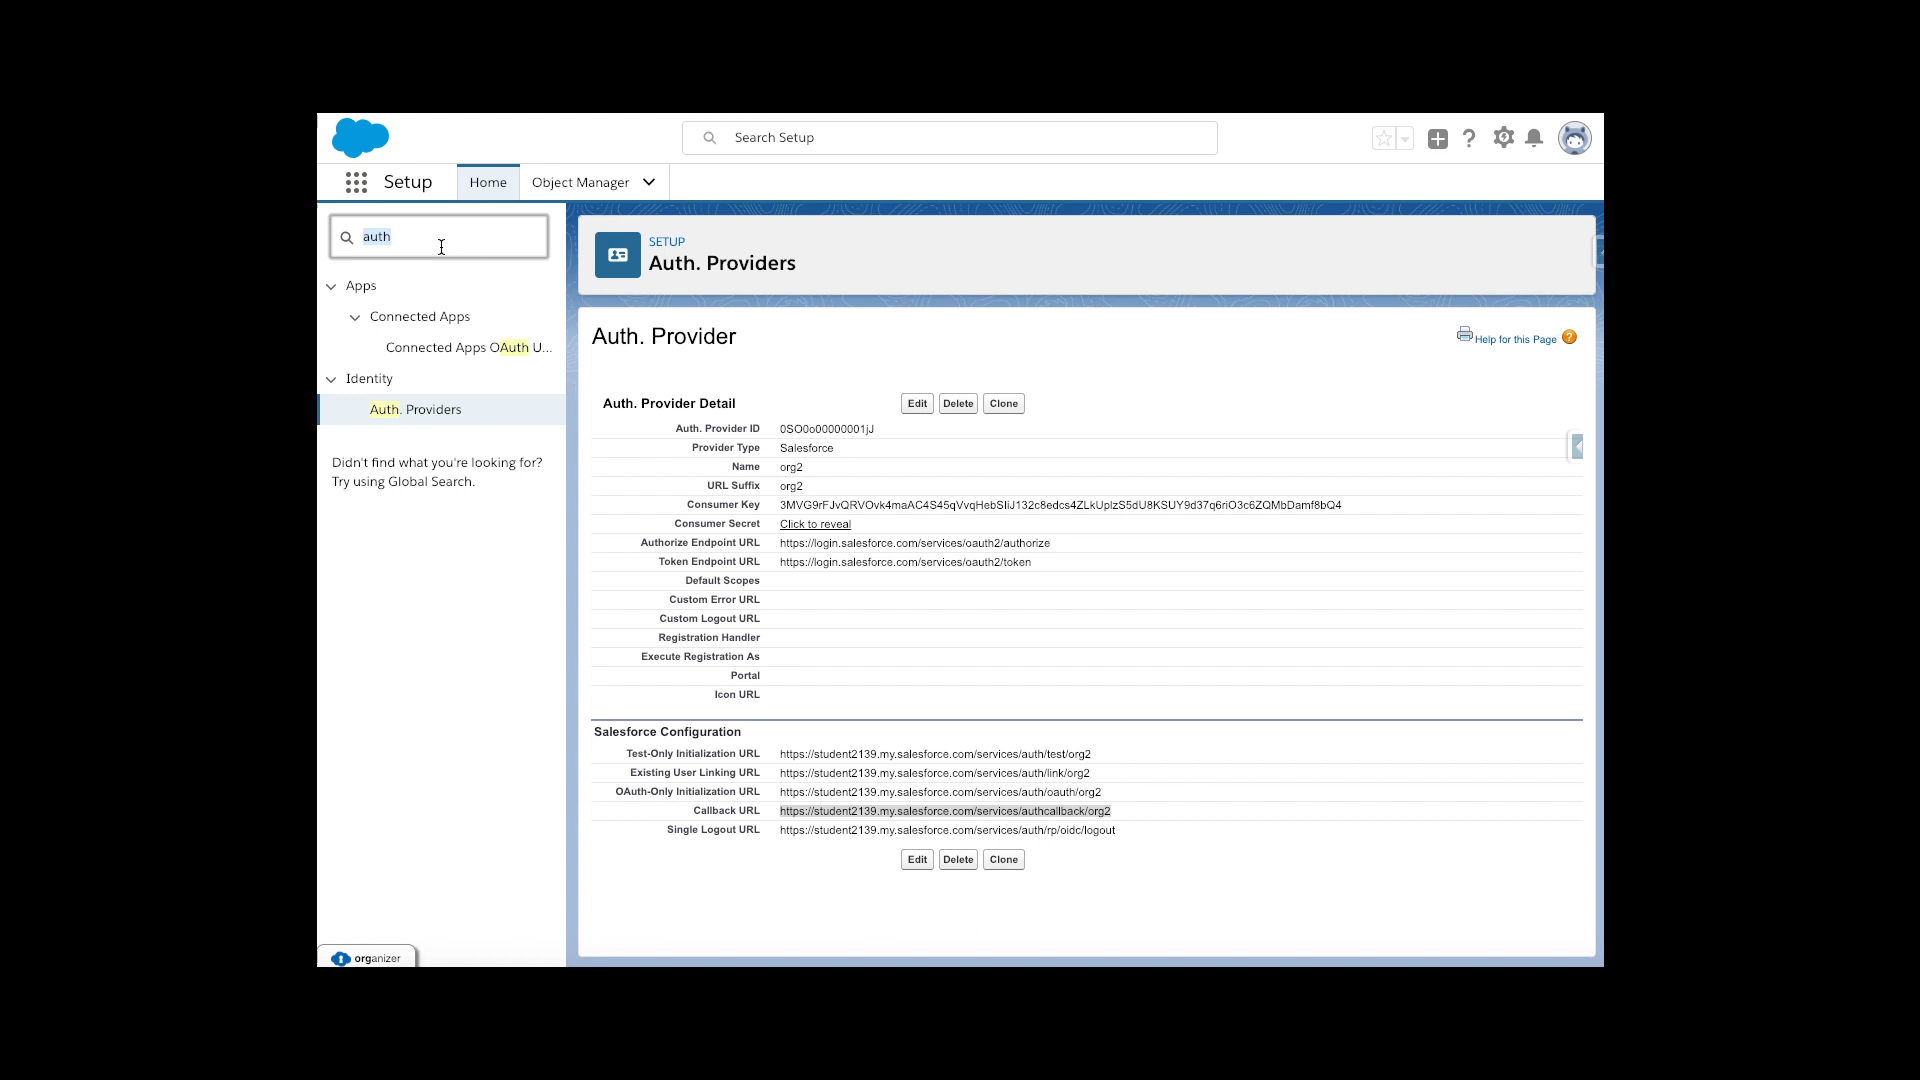 Search Setup
Setup
Home
Object Manager
auth
Apps
Connected Apps
Connected Apps OAuth U...
Identity
Auth. Providers
Didn't find what you're looking for?
Try using Global Search.
organizer
SETUP
Auth. Providers
Auth. Provider
Help for this Page ?
Auth. Provider Detail Edit Delete Clone
Auth. Provider ID 0SO0o00000001jJ
Provider Type Salesforce
Name org2
URL Suffix org2
Consumer Key 3MVG9rFJvQRVOvk4maAC4S45qVvqHebSIiJ132c8edcs4ZLkUplzS5dU8KSUY9d37q6riO3c6ZQMbDamf8bQ4
Consumer Secret Click to reveal
Authorize Endpoint URL https://login.salesforce.com/services/oauth2/authorize
Token Endpoint URL https://login.salesforce.com/services/oauth2/token
Default Scopes
Custom Error URL
Custom Logout URL
Registration Handler
Execute Registration As
Portal
Icon URL
Salesforce Configuration
Test-Only Initialization URL https://student2139.my.salesforce.com/services/auth/test/org2
Existing User Linking URL https://student2139.my.salesforce.com/services/auth/link/org2
OAuth-Only Initialization URL https://student2139.my.salesforce.com/services/auth/oauth/org2
Callback URL https://student2139.my.salesforce.com/services/authcallback/org2
Single Logout URL https://student2139.my.salesforce.com/services/auth/rp/oidc/logout
Edit Delete Clone